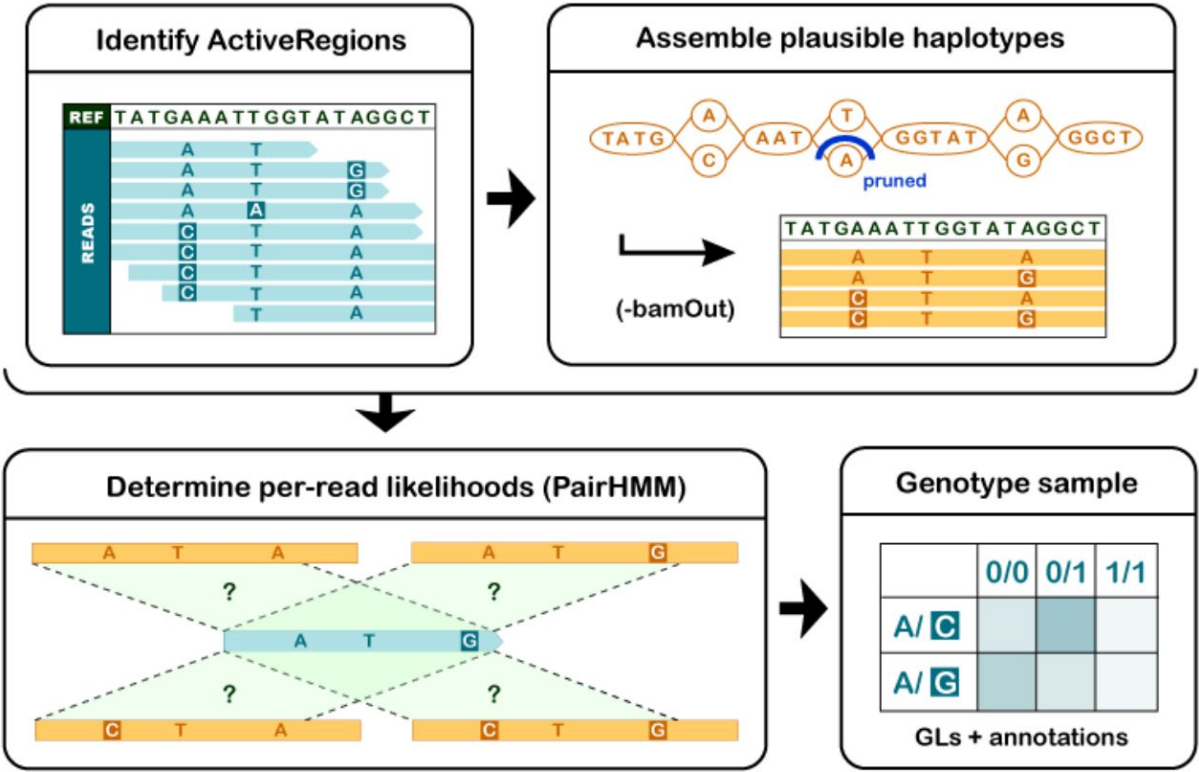 Identify ActiveRegions
REF TATGAAATTGGTATAGGCT
READS
A T
A T G
A T G
A A A
C T A
C T A
C T A
C T A
T A
Assemble plausible haplotypes
A T A
TATG AAT GGTAT GGCT
C A G
pruned
(-bamOut)
TATGAAATTGGTATAGGCT
A T A
A T G
C T A
C T G
Determine per-read likelihoods (PairHMM)
A T A A T G
? ?
A T G
? ?
C T A C T G
Genotype sample
0/0 0/1 1/1
A/ C
A/ G
GLs + annotations